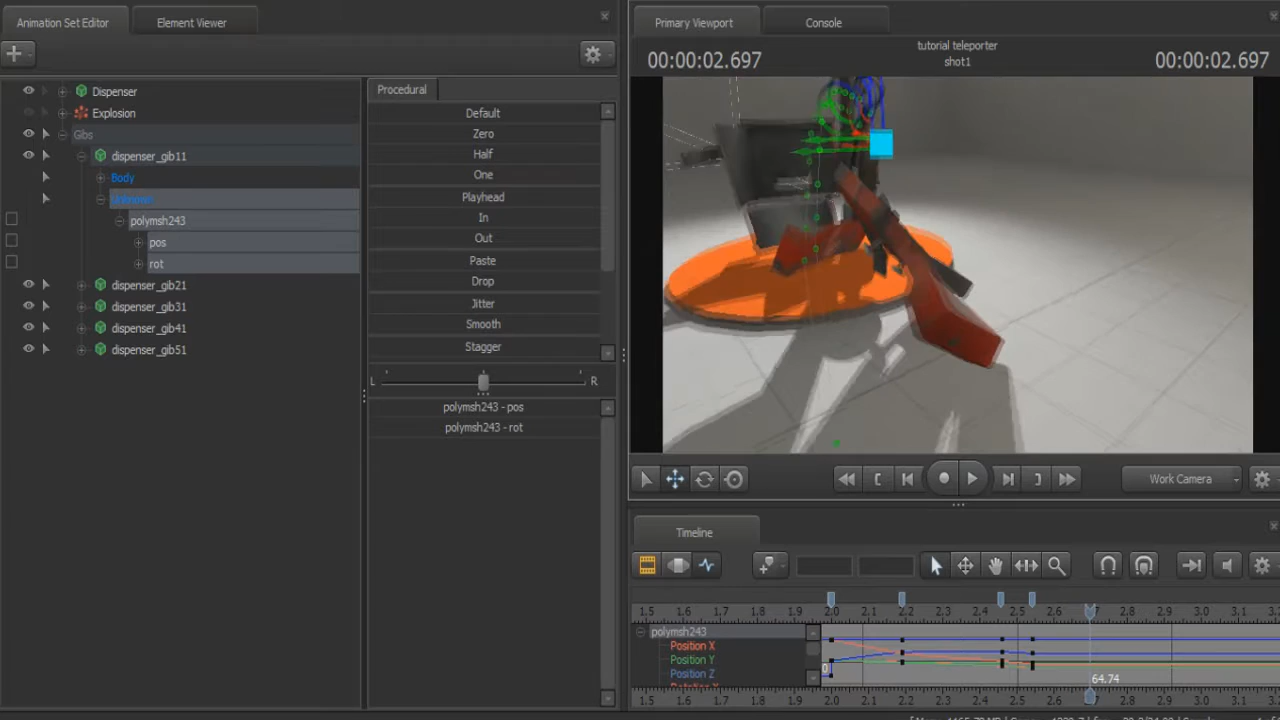 Animation Set Editor
Element Viewer
Dispenser
Explosion
Gibs
dispenser_gib11
Body
Unknown
polymsh243
pos
rot
dispenser_gib21
dispenser_gib31
dispenser_gib41
dispenser_gib51
Procedural
Default
Zero
Half
One
Playhead
In
Out
Paste
Drop
Jitter
Smooth
Stagger
L R
polymsh243 - pos
polymsh243 - rot
Primary Viewport
Console
00:00:02.697
tutorial teleporter
shot1
00:00:02.697
Work Camera
Timeline
1.5 1.6 1.7 1.8 1.9 2.0 2.1 2.2 2.3 2.4 2.5 2.6 2.7 2.8 2.9 3.0 3.1
polymsh243
Position X
Position Y
Position Z
0
64.74
1.5 1.6 1.7 1.8 1.9 2.0 2.1 2.2 2.3 2.4 2.5 2.6 2.8 2.9 3.0 3.1